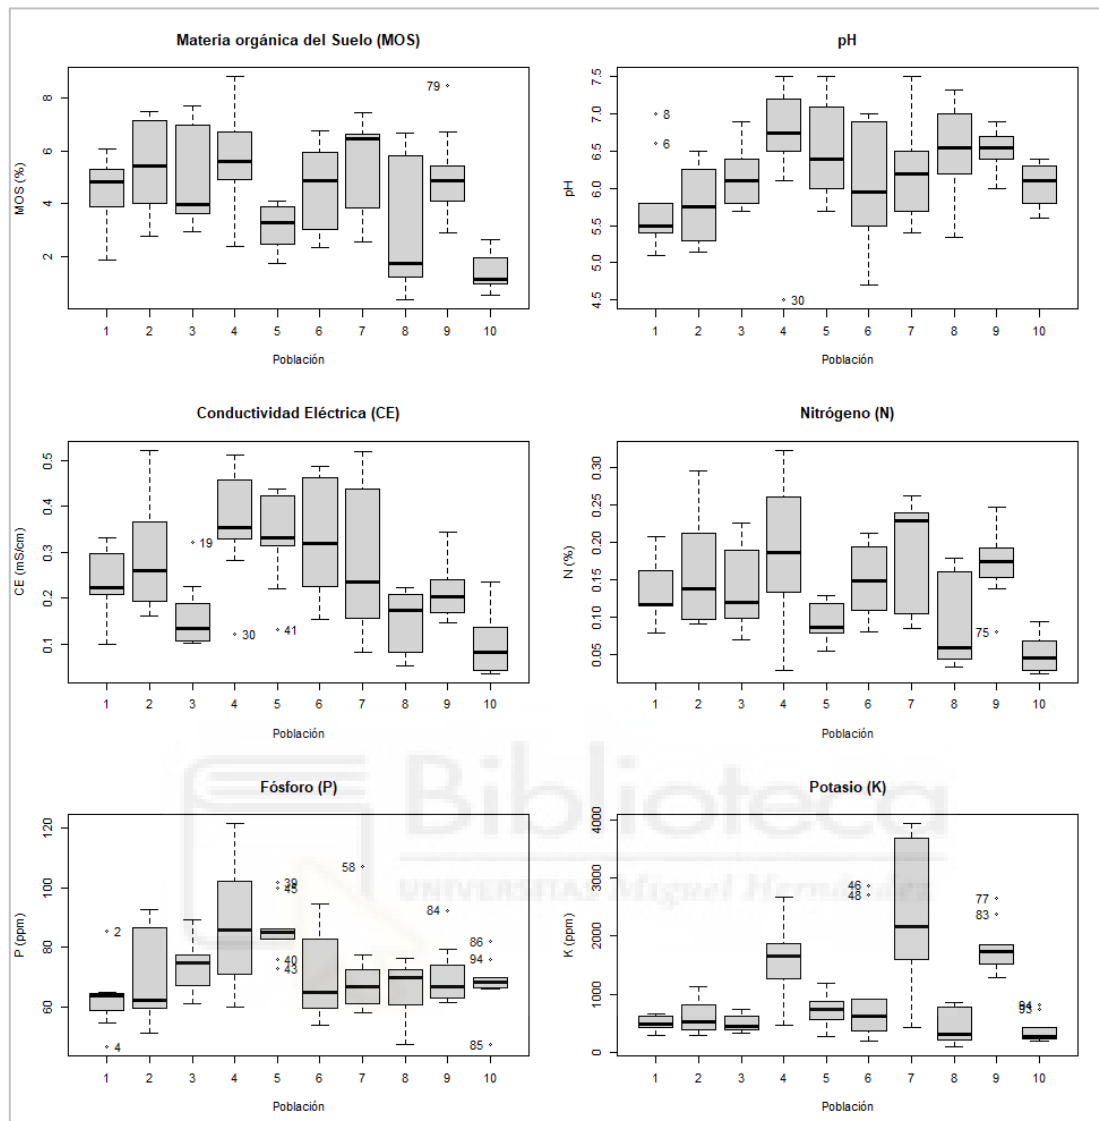 Materia orgánica del Suelo (MOS)
MOS (%)
8
6
4
2
79
1 2 3 4 5 6 7 8 9 10
Población
pH
pH
7.5
7.0
6.5
6.0
5.5
5.0
4.5
8
6
30
1 2 3 4 5 6 7 8 9 10
Población
Conductividad Eléctrica (CE)
CE (mS/cm)
0.5
0.4
0.3
0.2
0.1
19
30
41
1 2 3 4 5 6 7 8 9 10
Población
Nitrógeno (N)
N (%)
0.30
0.25
0.20
0.15
0.10
0.05
75
1 2 3 4 5 6 7 8 9 10
Población
Fósforo (P)
P (ppm)
120
100
80
60
2
4
39
45
40
43
58
84
86
94
85
1 2 3 4 5 6 7 8 9 10
Población
Potasio (K)
K (ppm)
4000
3000
2000
1000
0
46
48
77
83
94
93
1 2 3 4 5 6 7 8 9 10
Población
Biblioteca
UNIVERSITAS Miguel Hernández